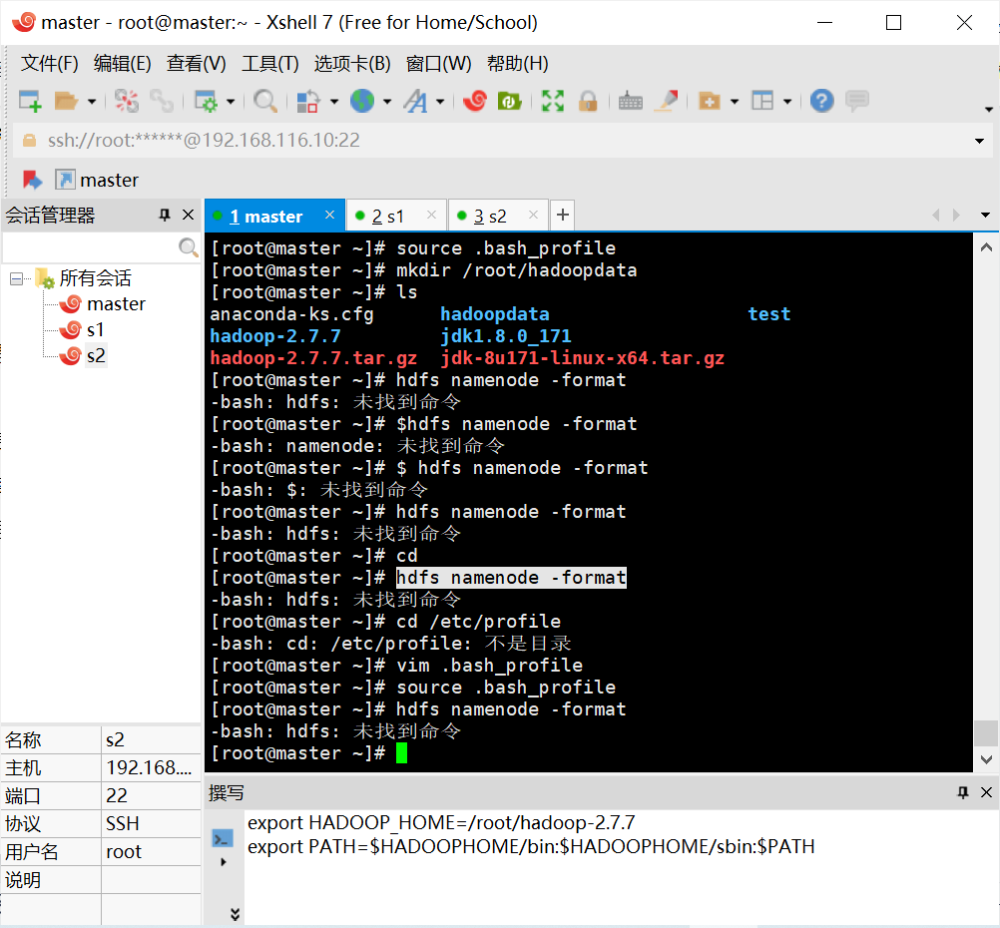 master - root@master:~ - Xshell 7 (Free for Home/School)
文件(F) 编辑(E) 查看(V) 工具(T) 选项卡(B) 窗口(W) 帮助(H)
ssh://root:******@192.168.116.10:22
master
会话管理器
1 master
2 s1
3 s2
所有会话
master
s1
s2
[root@master ~]# source .bash_profile
[root@master ~]# mkdir /root/hadoopdata
[root@master ~]# ls
anaconda-ks.cfg hadoopdata test
hadoop-2.7.7 jdk1.8.0_171
hadoop-2.7.7.tar.gz jdk-8u171-linux-x64.tar.gz
[root@master ~]# hdfs namenode -format
-bash: hdfs: 未找到命令
[root@master ~]# $hdfs namenode -format
-bash: namenode: 未找到命令
[root@master ~]# $ hdfs namenode -format
-bash: $: 未找到命令
[root@master ~]# hdfs namenode -format
-bash: hdfs: 未找到命令
[root@master ~]# cd
[root@master ~]# hdfs namenode -format
-bash: hdfs: 未找到命令
[root@master ~]# cd /etc/profile
-bash: cd: /etc/profile: 不是目录
[root@master ~]# vim .bash_profile
[root@master ~]# source .bash_profile
[root@master ~]# hdfs namenode -format
-bash: hdfs: 未找到命令
[root@master ~]#
名称 s2
主机 192.168....
端口 22
协议 SSH
用户名 root
说明
撰写
export HADOOP_HOME=/root/hadoop-2.7.7
export PATH=$HADOOPHOME/bin:$HADOOPHOME/sbin:$PATH